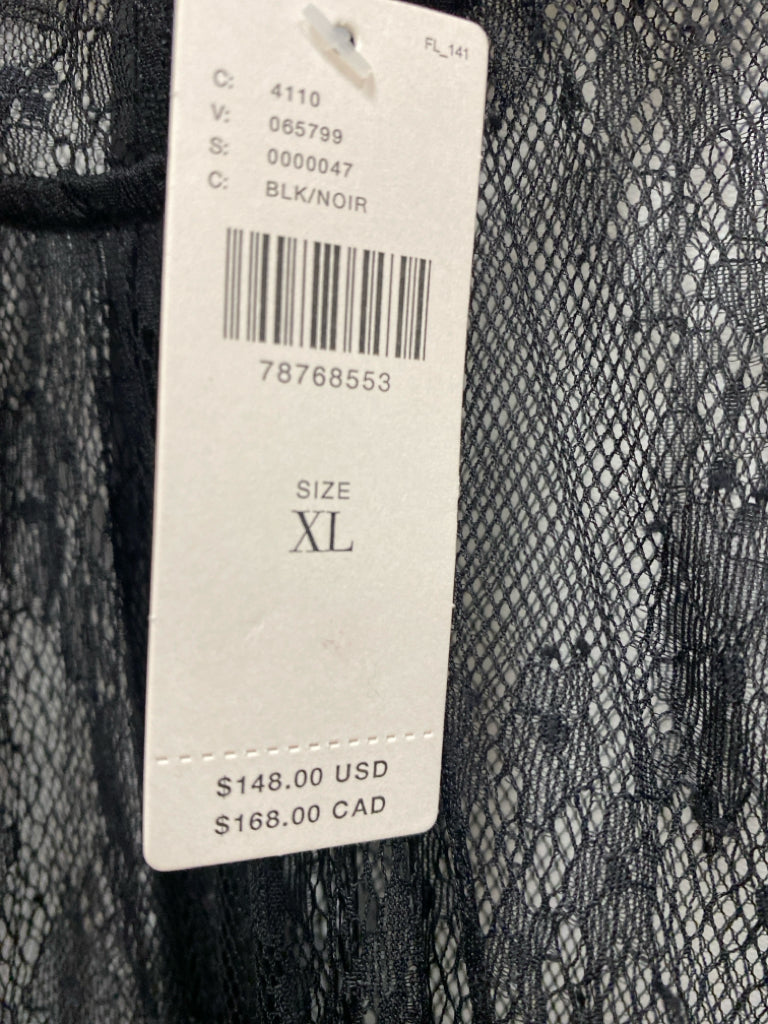 FL_141
C: 4110
V: 065799
S: 0000047
C: BLK/NOIR
78768553
SIZE
XL
$148.00 USD
$168.00 CAD